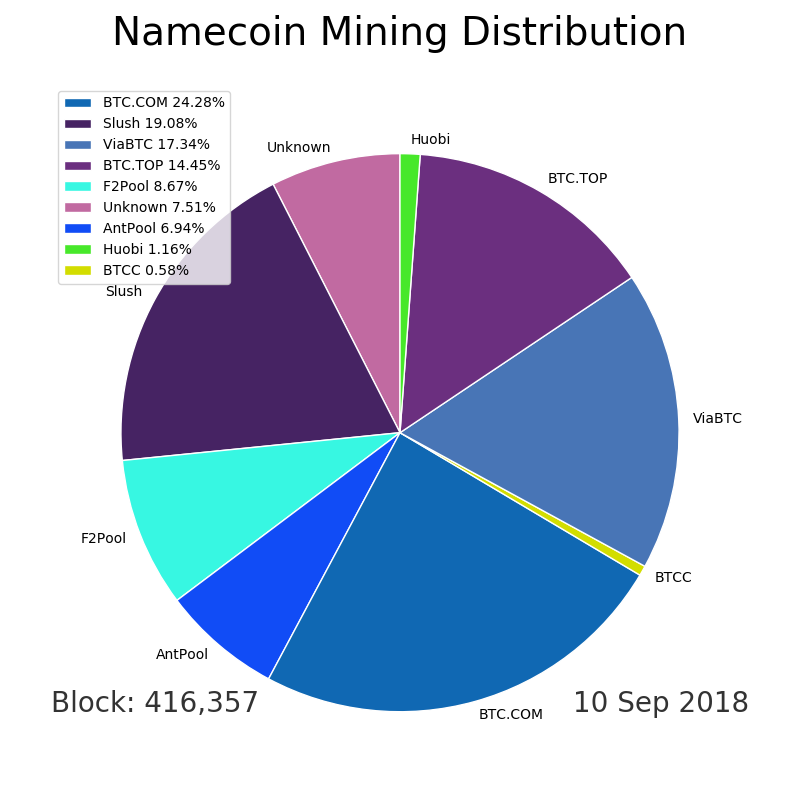 Namecoin Mining Distribution
BTC.COM 24.28%
Slush 19.08%
ViaBTC 17.34%
BTC.TOP 14.45%
F2Pool 8.67%
Unknown 7.51%
AntPool 6.94%
Huobi 1.16%
BTCC 0.58%
Huobi
Unknown
BTC.TOP
Slush
ViaBTC
F2Pool
BTCC
AntPool
BTC.COM
Block: 416,357
10 Sep 2018